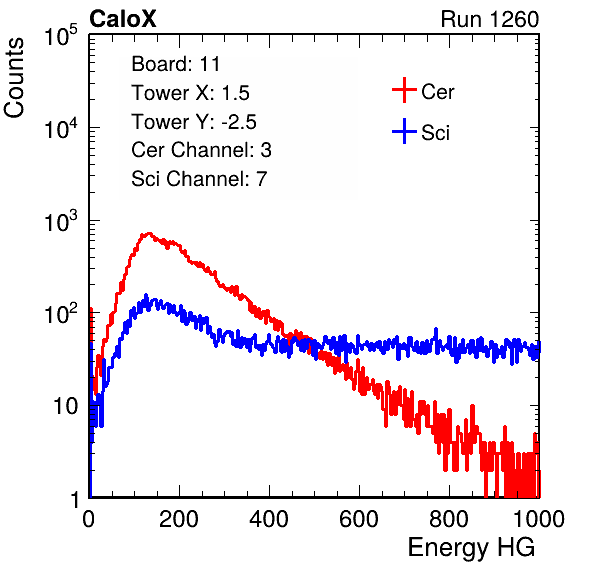 CaloX Run 1260
Counts
10^5
10^4
10^3
10^2
10
1
Board: 11
Tower X: 1.5
Tower Y: -2.5
Cer Channel: 3
Sci Channel: 7
Cer
Sci
0 200 400 600 800 1000
Energy HG